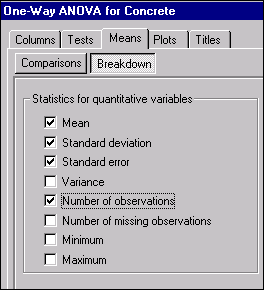 One-Way ANOVA for Concrete
Columns Tests Means Plots Titles
Comparisons Breakdown
Statistics for quantitative variables
Mean
Standard deviation
Standard error
Variance
Number of observations
Number of missing observations
Minimum
Maximum